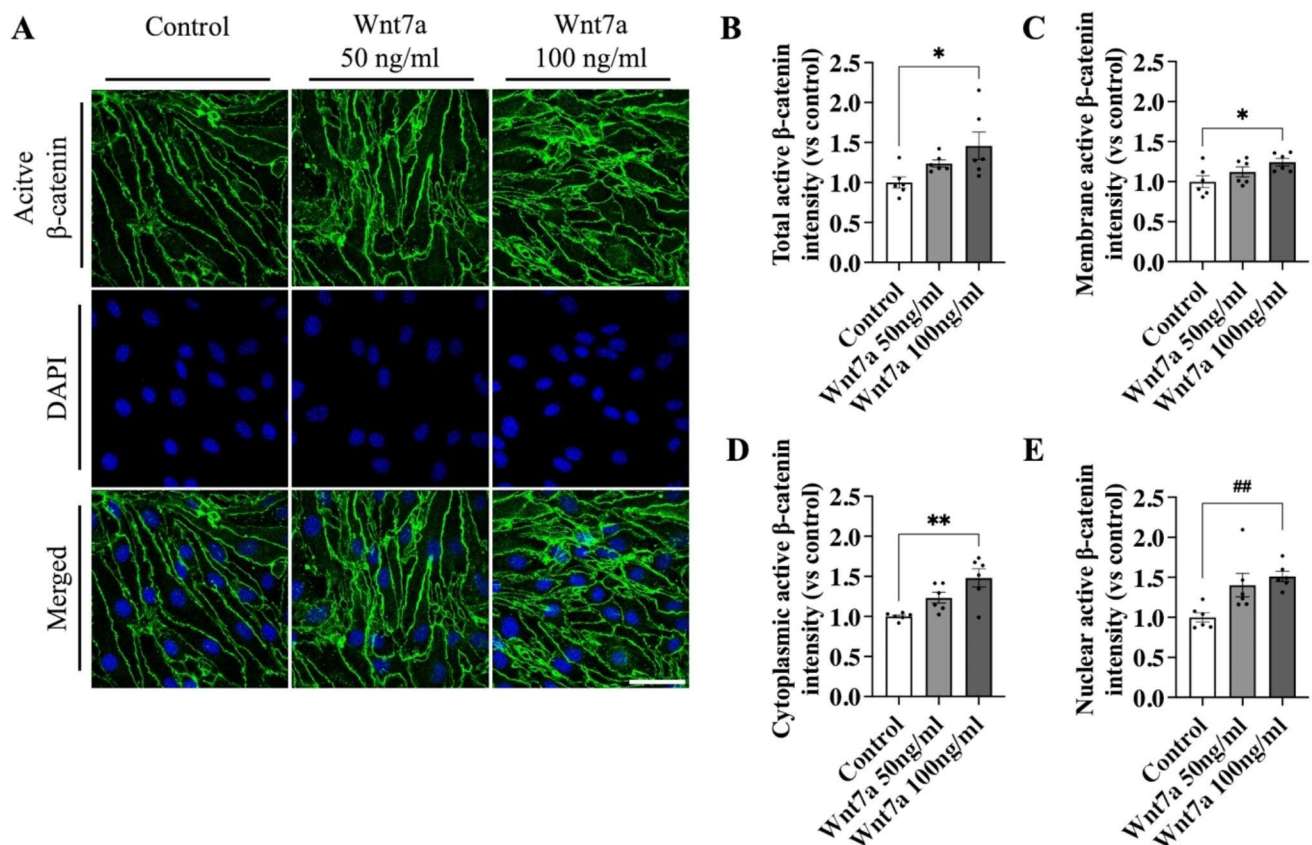 A
Control
Wnt7a
50 ng/ml
Wnt7a
100 ng/ml
Acitve
β-catenin
DAPI
Merged
B
Total active β-catenin
intensity (vs control)
2.5
2.0
1.5
1.0
0.5
0.0
*
Control
Wnt7a 50ng/ml
Wnt7a 100ng/ml
C
Membrane active β-catenin
intensity (vs control)
2.5
2.0
1.5
1.0
0.5
0.0
*
Control
Wnt7a 50ng/ml
Wnt7a 100ng/ml
D
Cytoplasmic active β-catenin
intensity (vs control)
2.5
2.0
1.5
1.0
0.5
0.0
**
Control
Wnt7a 50ng/ml
Wnt7a 100ng/ml
E
Nuclear active β-catenin
intensity (vs control)
2.5
2.0
1.5
1.0
0.5
0.0
##
Control
Wnt7a 50ng/ml
Wnt7a 100ng/ml